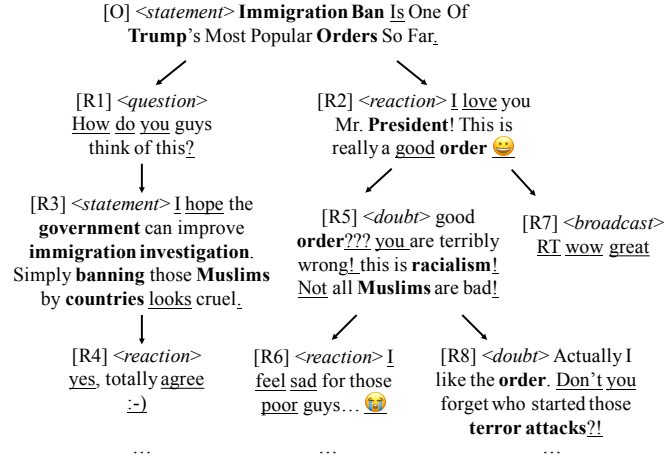 [O] <statement> Immigration Ban Is One Of
Trump's Most Popular Orders So Far.
[R1] <question>
How do you guys
think of this?
[R2] <reaction> I love you
Mr. President! This is
really a good order 😀
[R3] <statement> I hope the
government can improve
immigration investigation.
Simply banning those Muslims
by countries looks cruel.
[R5] <doubt> good
order??? you are terribly
wrong! this is racialism!
Not all Muslims are bad!
[R7] <broadcast>
RT wow great
[R4] <reaction>
yes, totally agree
:-)
[R6] <reaction> I
feel sad for those
poor guys… 😭
[R8] <doubt> Actually I
like the order. Don't you
forget who started those
terror attacks?!
…
…
…